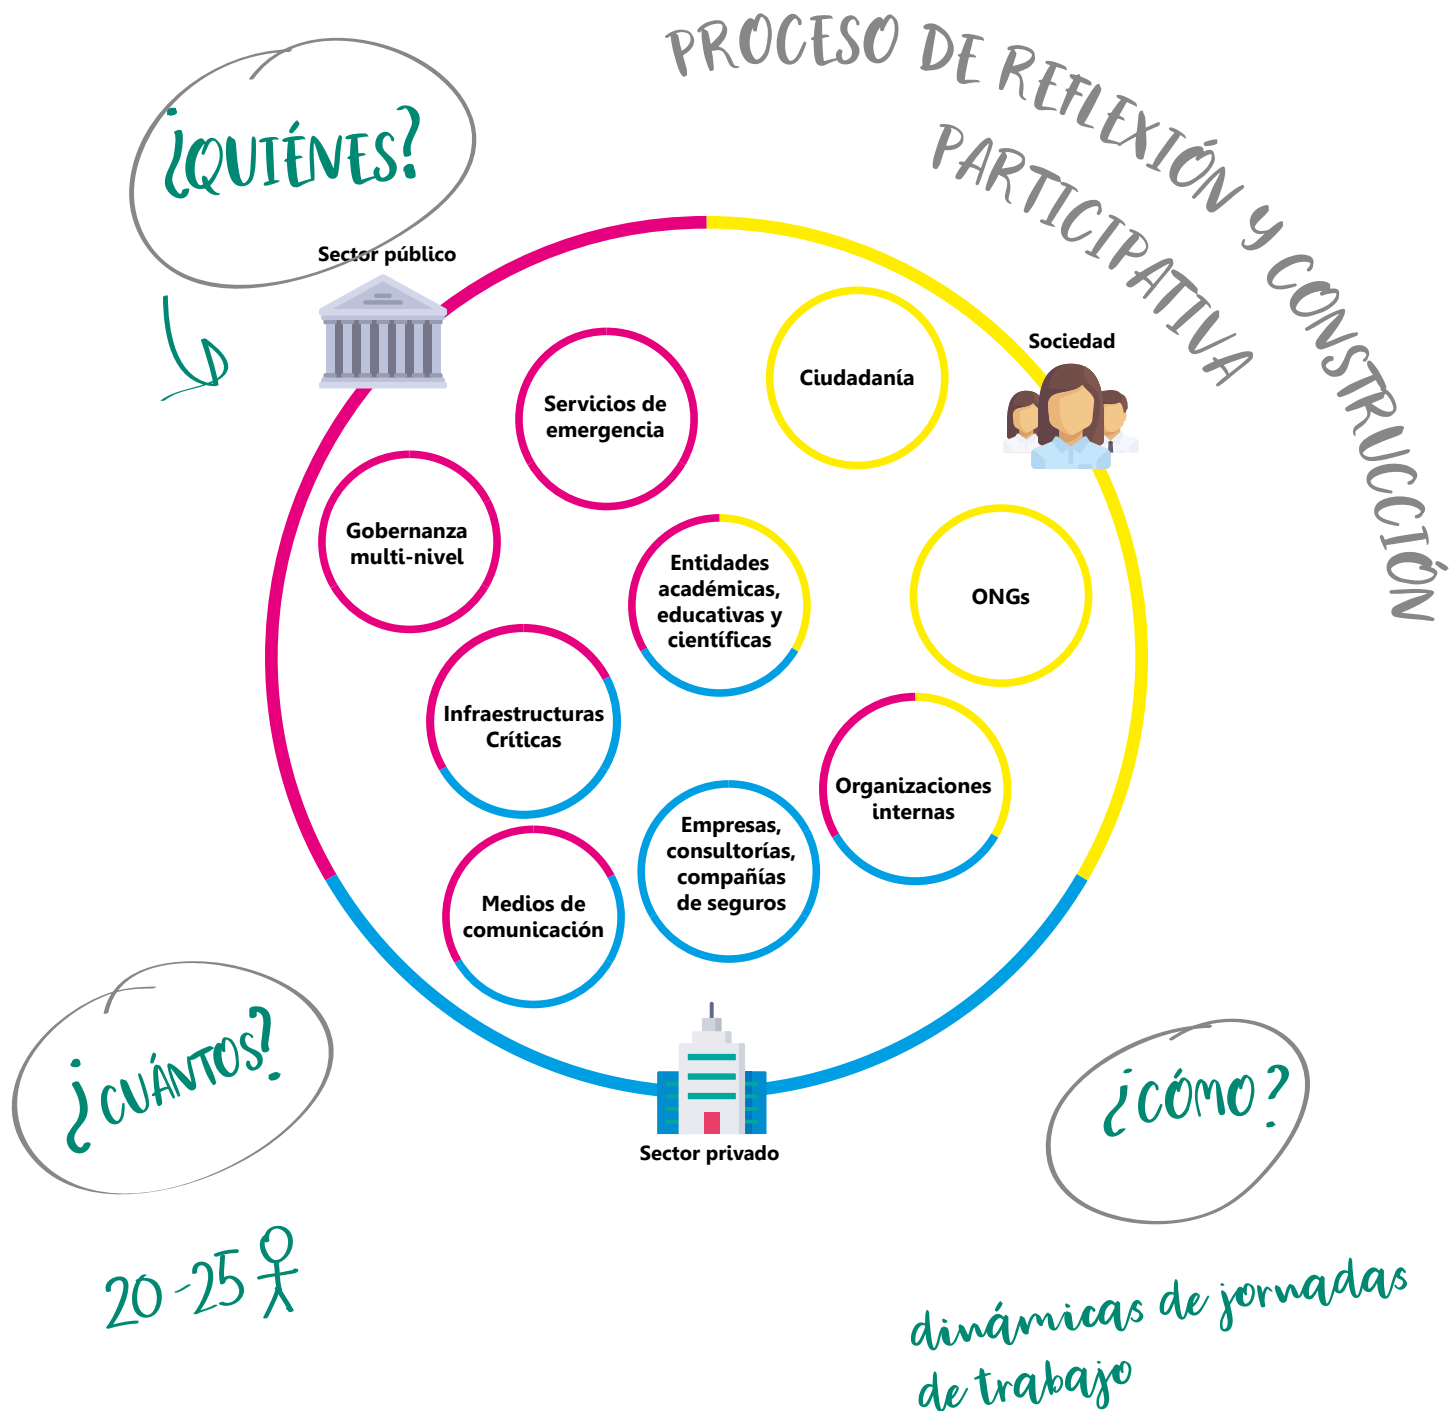 PROCESO DE REFLEXIÓN Y CONSTRUCCIÓN
PARTICIPATIVA
¿QUIÉNES?
Sector público
Sociedad
Ciudadanía
Servicios de
emergencia
Gobernanza
multi-nivel
Entidades
académicas,
educativas y
científicas
ONGs
Infraestructuras
Críticas
Organizaciones
internas
Empresas,
consultorías,
compañías
de seguros
Medios de
comunicación
Sector privado
¿CUÁNTOS?
20-25
¿CÓMO?
dinámicas de jornadas
de trabajo